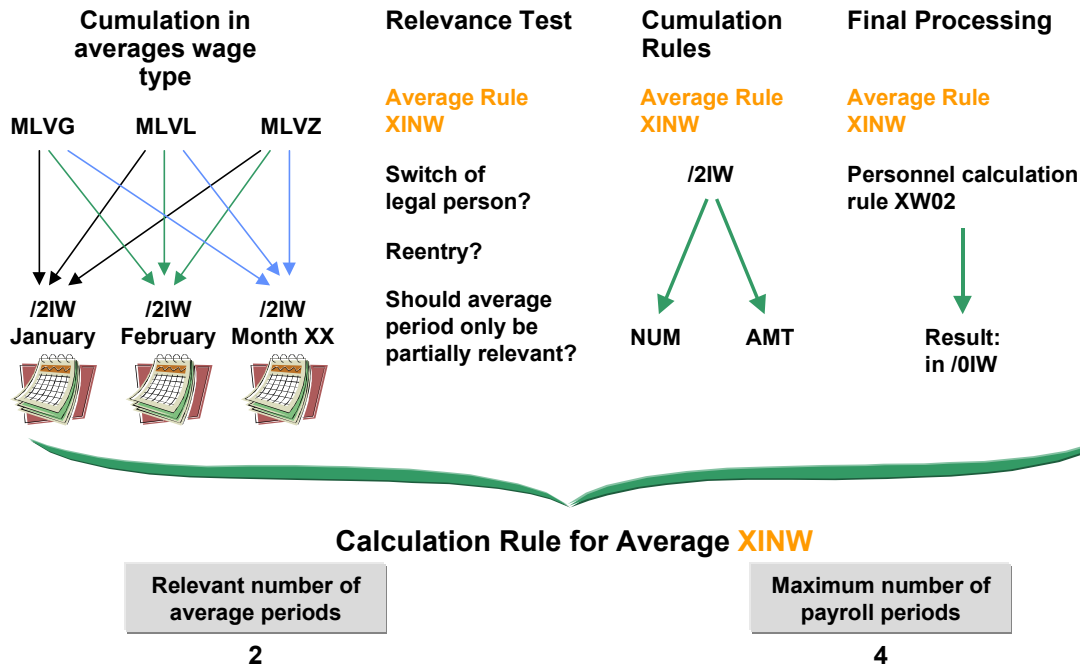 Cumulation in
averages wage
type
MLVG
MLVL
MLVZ
/2IW
January
/2IW
February
/2IW
Month XX
Relevance Test
Average Rule
XINW
Switch of
legal person?
Reentry?
Should average
period only be
partially relevant?
Cumulation
Rules
Average Rule
XINW
/2IW
NUM
AMT
Final Processing
Average Rule
XINW
Personnel calculation
rule XW02
Result:
in /0IW
Calculation Rule for Average XINW
Relevant number of
average periods
2
Maximum number of
payroll periods
4